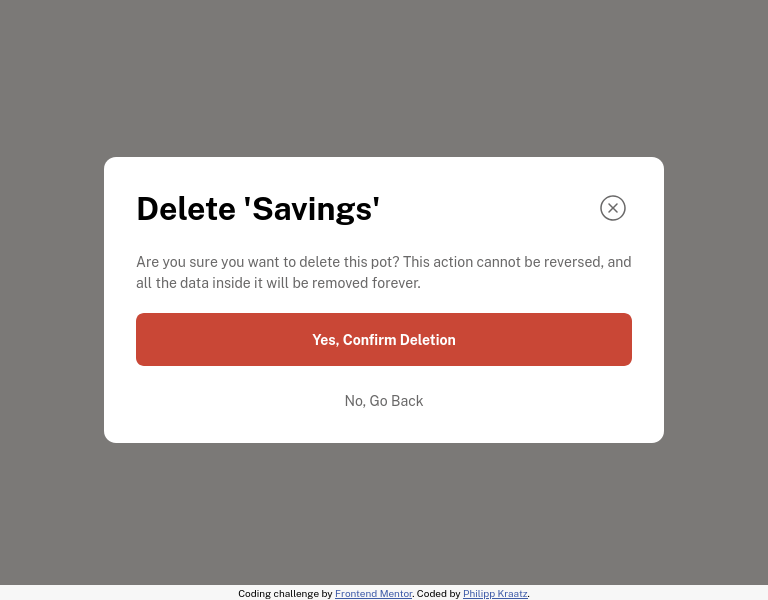 Delete 'Savings'
Are you sure you want to delete this pot? This action cannot be reversed, and
all the data inside it will be removed forever.
Yes, Confirm Deletion
No, Go Back
Coding challenge by Frontend Mentor. Coded by Philipp Kraatz.